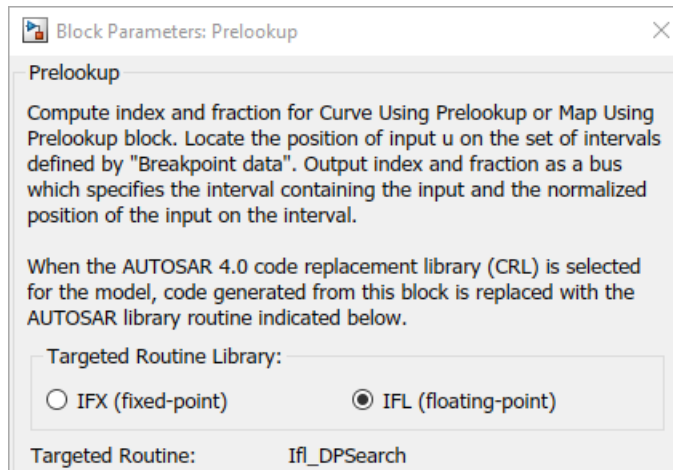 Block Parameters: Prelookup
Prelookup
Compute index and fraction for Curve Using Prelookup or Map Using
Prelookup block. Locate the position of input u on the set of intervals
defined by "Breakpoint data". Output index and fraction as a bus
which specifies the interval containing the input and the normalized
position of the input on the interval.
When the AUTOSAR 4.0 code replacement library (CRL) is selected
for the model, code generated from this block is replaced with the
AUTOSAR library routine indicated below.
Targeted Routine Library:
IFX (fixed-point) IFL (floating-point)
Targeted Routine: Ifl_DPSearch